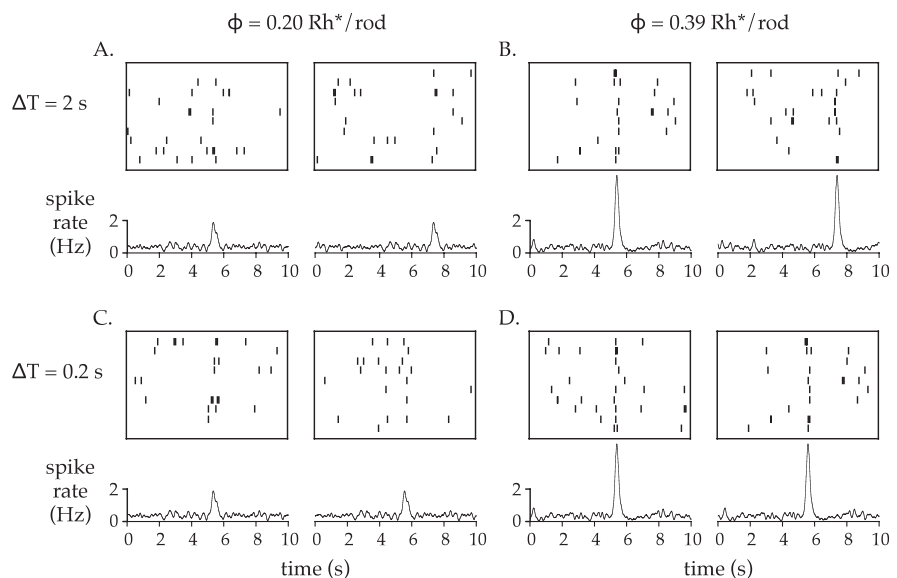 ϕ = 0.20 Rh*/rod
ϕ = 0.39 Rh*/rod
A.
B.
ΔT = 2 s
spike
rate
(Hz)
2
0
0 2 4 6 8 10
0 2 4 6 8 10
2
0
0 2 4 6 8 10
0 2 4 6 8 10
C.
D.
ΔT = 0.2 s
spike
rate
(Hz)
2
0
0 2 4 6 8 10
0 2 4 6 8 10
2
0
0 2 4 6 8 10
0 2 4 6 8 10
time (s)
time (s)